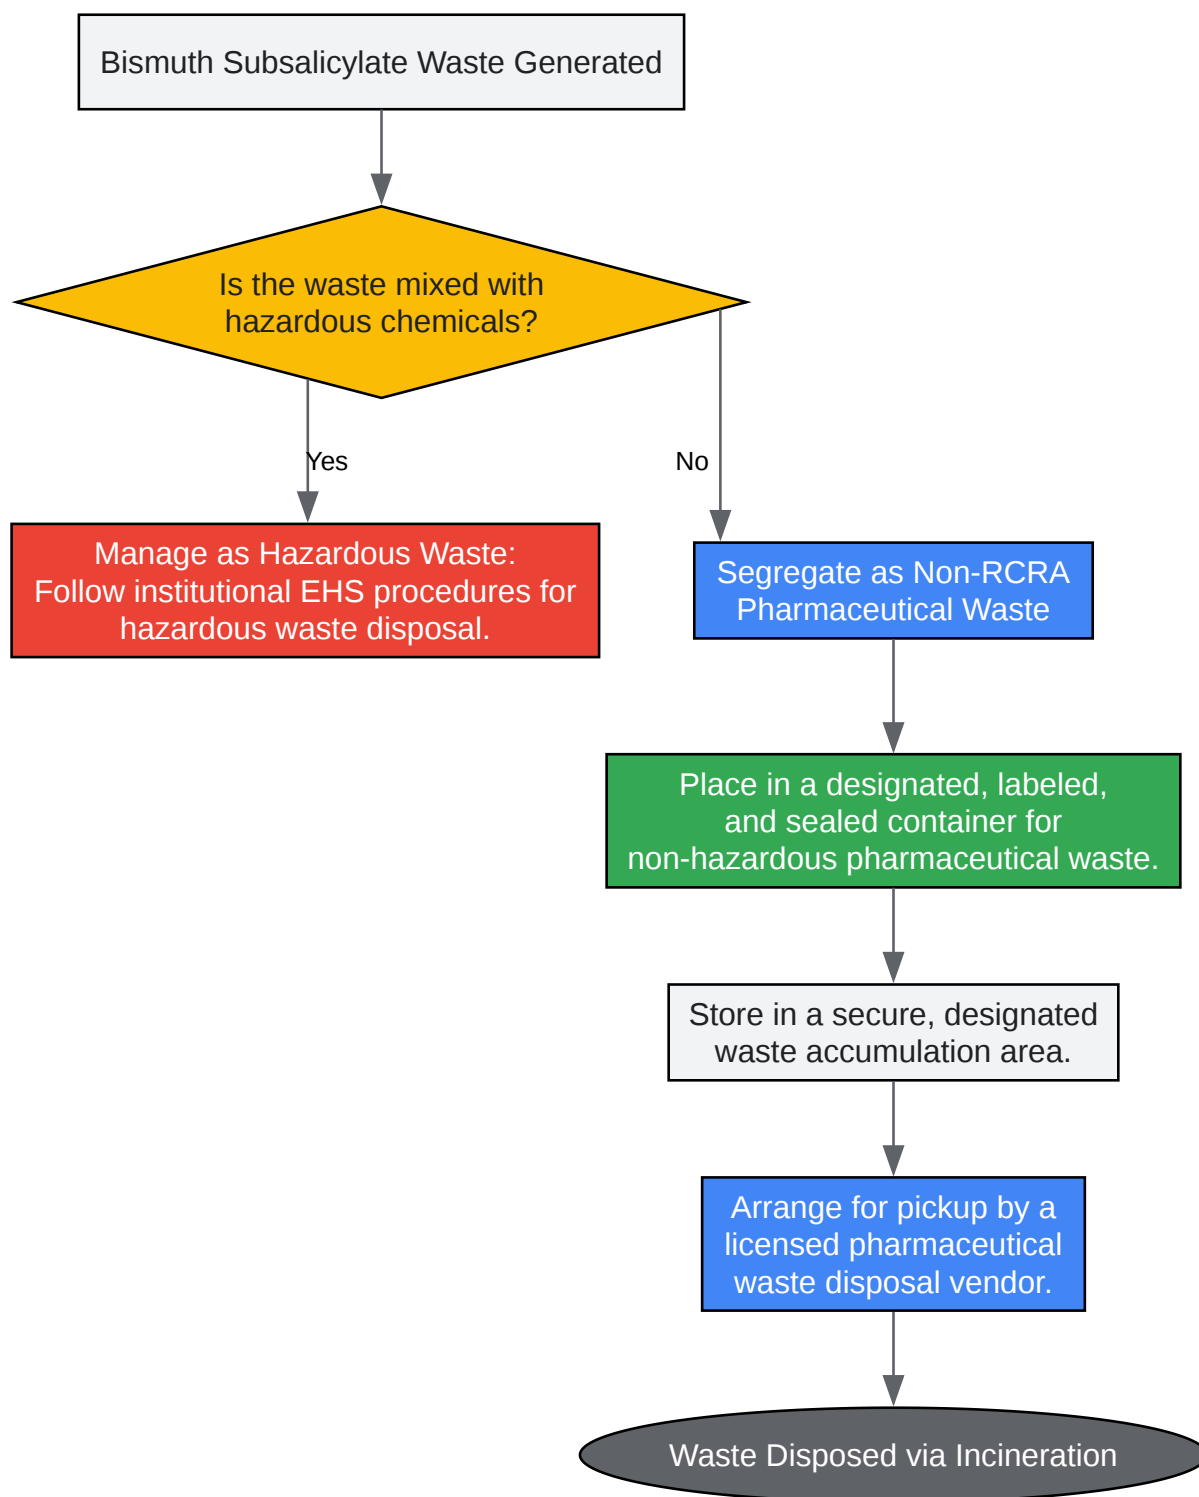 Bismuth Subsalicylate Waste Generated
Is the waste mixed with
hazardous chemicals?
Yes
No
Manage as Hazardous Waste:
Follow institutional EHS procedures for
hazardous waste disposal.
Segregate as Non-RCRA
Pharmaceutical Waste
Place in a designated, labeled,
and sealed container for
non-hazardous pharmaceutical waste.
Store in a secure, designated
waste accumulation area.
Arrange for pickup by a
licensed pharmaceutical
waste disposal vendor.
Waste Disposed via Incineration